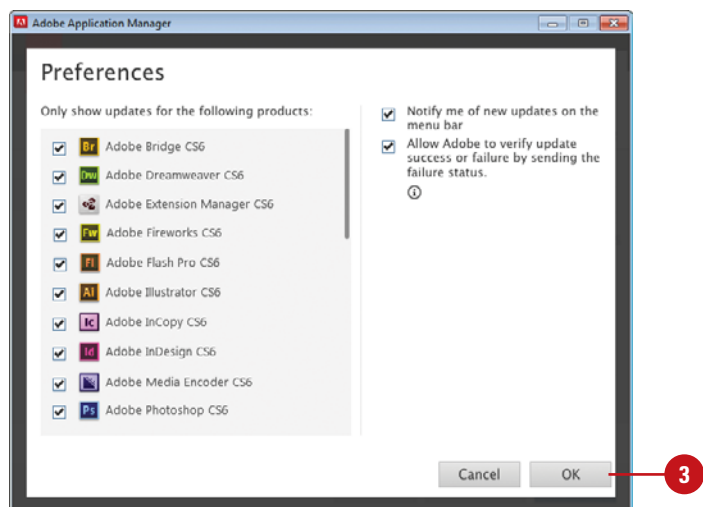 Adobe Application Manager
Preferences
Only show updates for the following products:
Br Adobe Bridge CS6
Dw Adobe Dreamweaver CS6
Adobe Extension Manager CS6
Fw Adobe Fireworks CS6
Fl Adobe Flash Pro CS6
Ai Adobe Illustrator CS6
Ic Adobe InCopy CS6
Id Adobe InDesign CS6
Adobe Media Encoder CS6
Ps Adobe Photoshop CS6
Notify me of new updates on the
menu bar
Allow Adobe to verify update
success or failure by sending the
failure status.
Cancel
OK
3